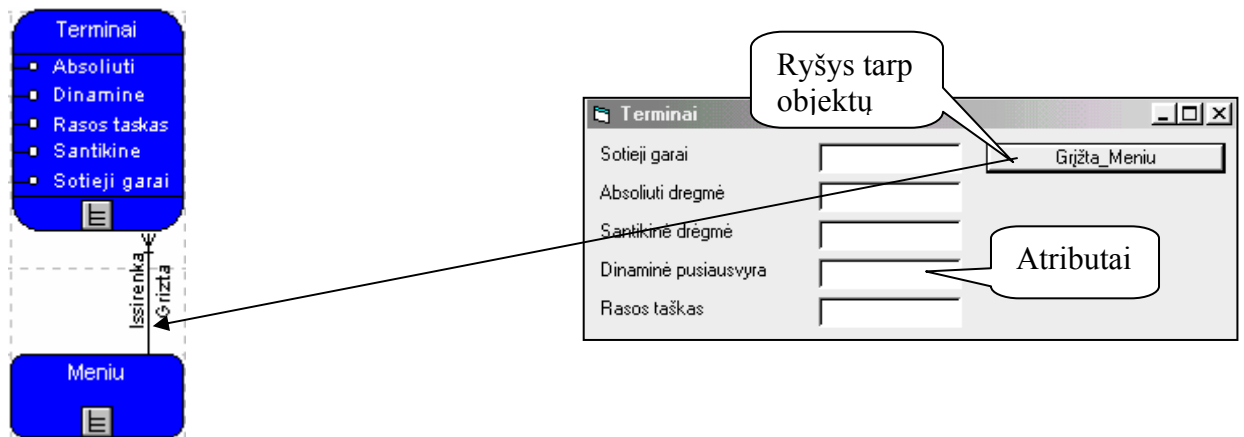 Terminai
Absoliuti
Dinamine
Rasos taskas
Santikine
Sotieji garai
Issirenka
Grizta
Meniu
Ryšys tarp
objektų
Terminai
Sotieji garai
Grįžta_Meniu
Absoliuti dregmė
Santikinė drėgmė
Dinaminė pusiausvyra
Atributai
Rasos taškas